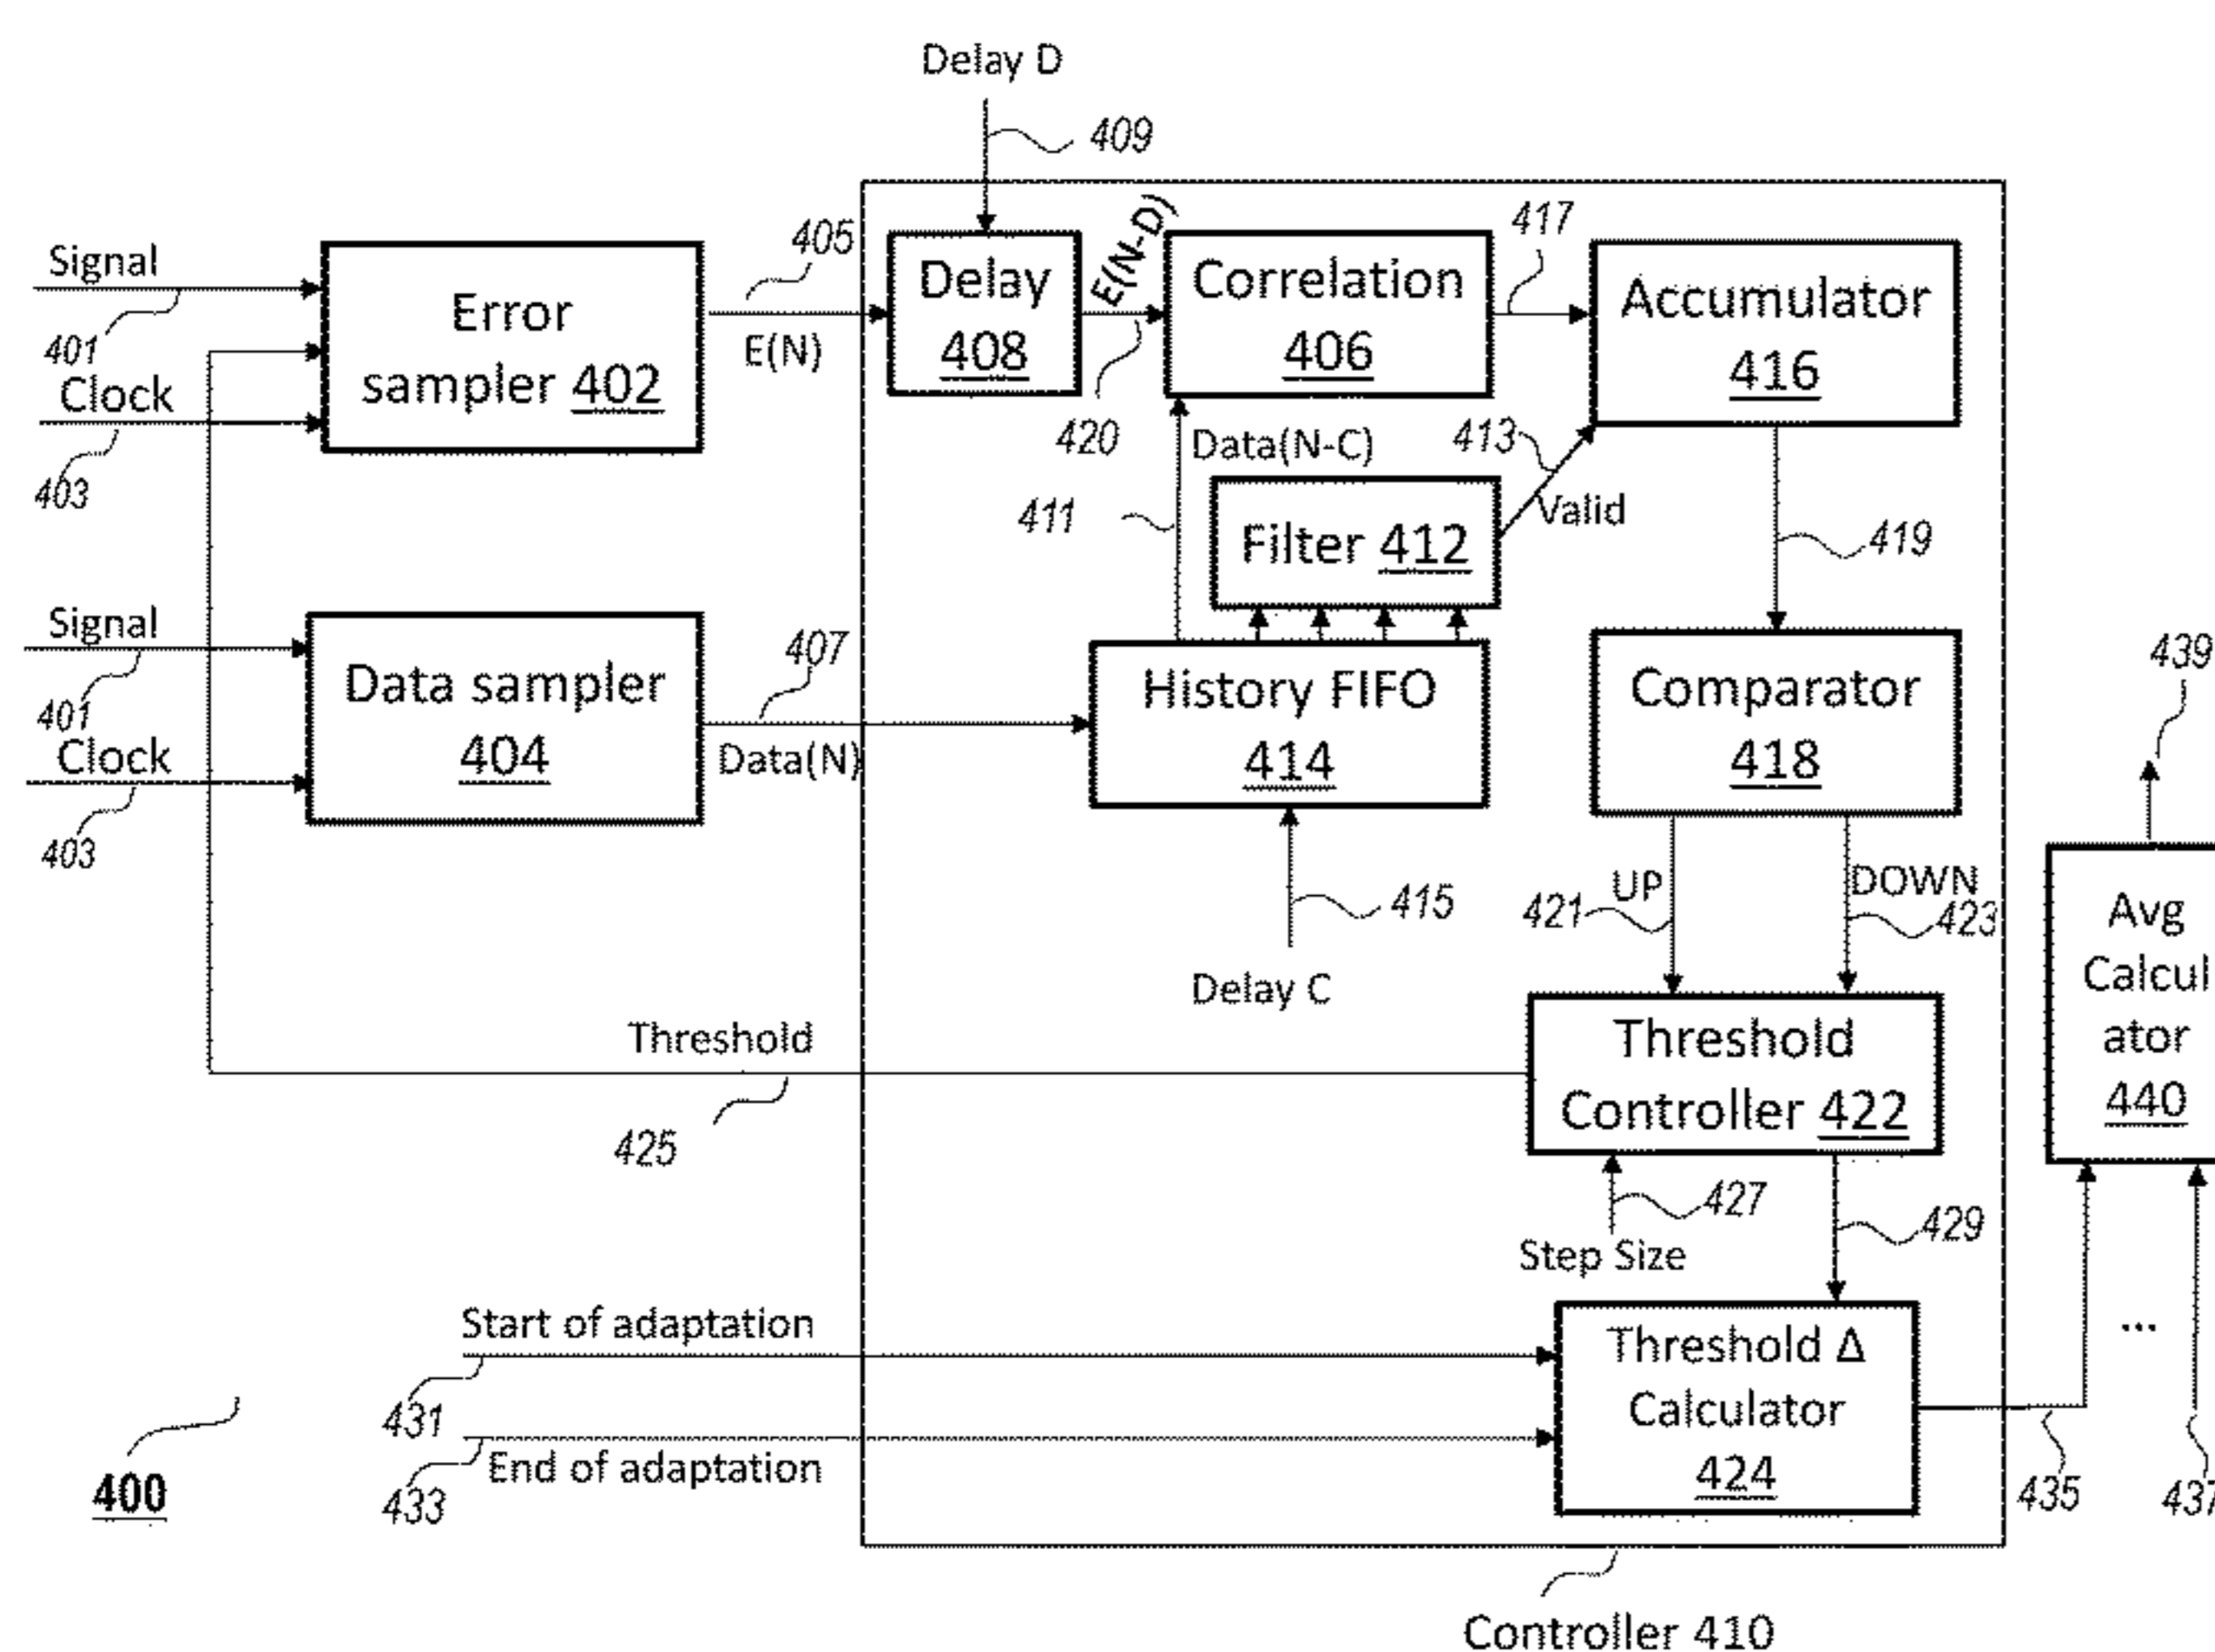 Delay D
409
Signal
401
Clock
403
Error
sampler 402
405
E(N)
Delay
408
E(N-D)
420
Correlation
406
417
Accumulator
416
Data(N-C)
411
413
Valid
Filter 412
419
Signal
401
Clock
403
Data sampler
404
407
Data(N)
History FIFO
414
415
Delay C
Comparator
418
UP
421
DOWN
423
439
Avg
Calcul
ator
440
Threshold
425
Threshold
Controller 422
427
Step Size
429
Start of adaptation
431
End of adaptation
433
Threshold Δ
Calculator
424
...
435
437
400
Controller 410